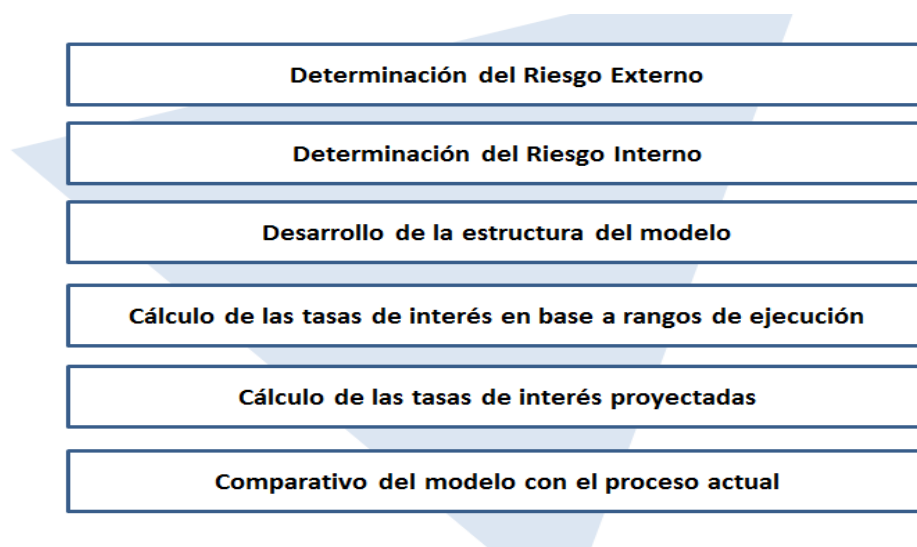 Determinación del Riesgo Externo
Determinación del Riesgo Interno
Desarrollo de la estructura del modelo
Cálculo de las tasas de interés en base a rangos de ejecución
Cálculo de las tasas de interés proyectadas
Comparativo del modelo con el proceso actual